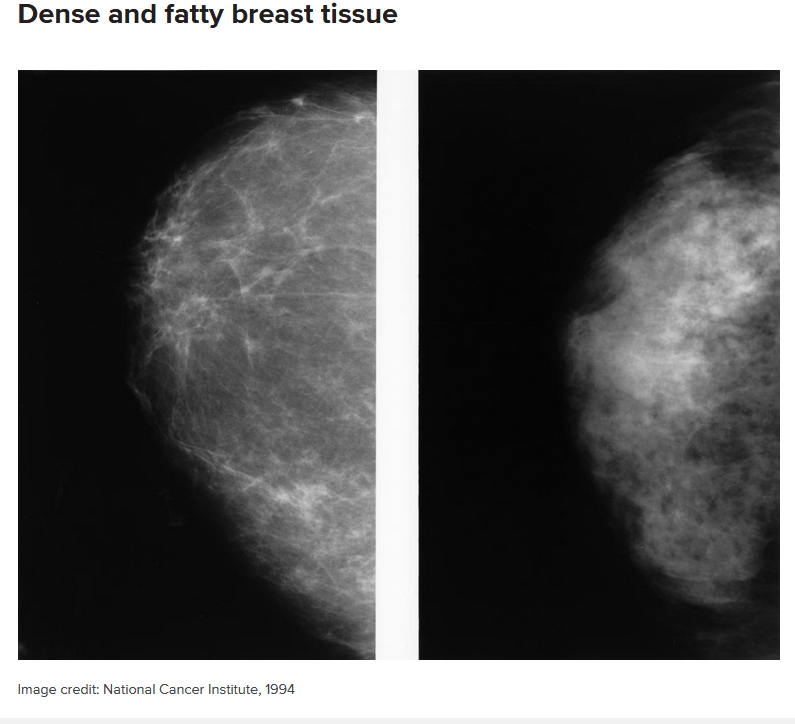 Dense and fatty breast tissue
Image credit: National Cancer Institute, 1994